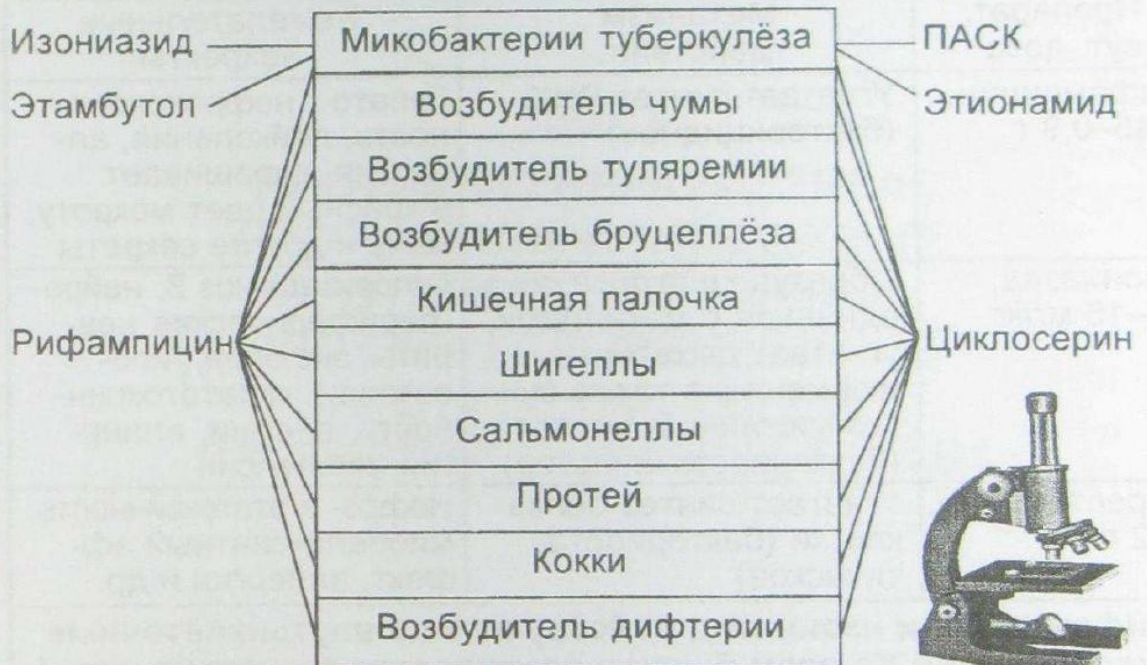 Изониазид
Микобактерии туберкулёза
ПАСК
Этамбутол
Возбудитель чумы
Этионамид
Возбудитель туляремии
Возбудитель бруцеллёза
Кишечная палочка
Рифампицин
Шигеллы
Циклосерин
Сальмонеллы
Протей
Кокки
Возбудитель дифтерии